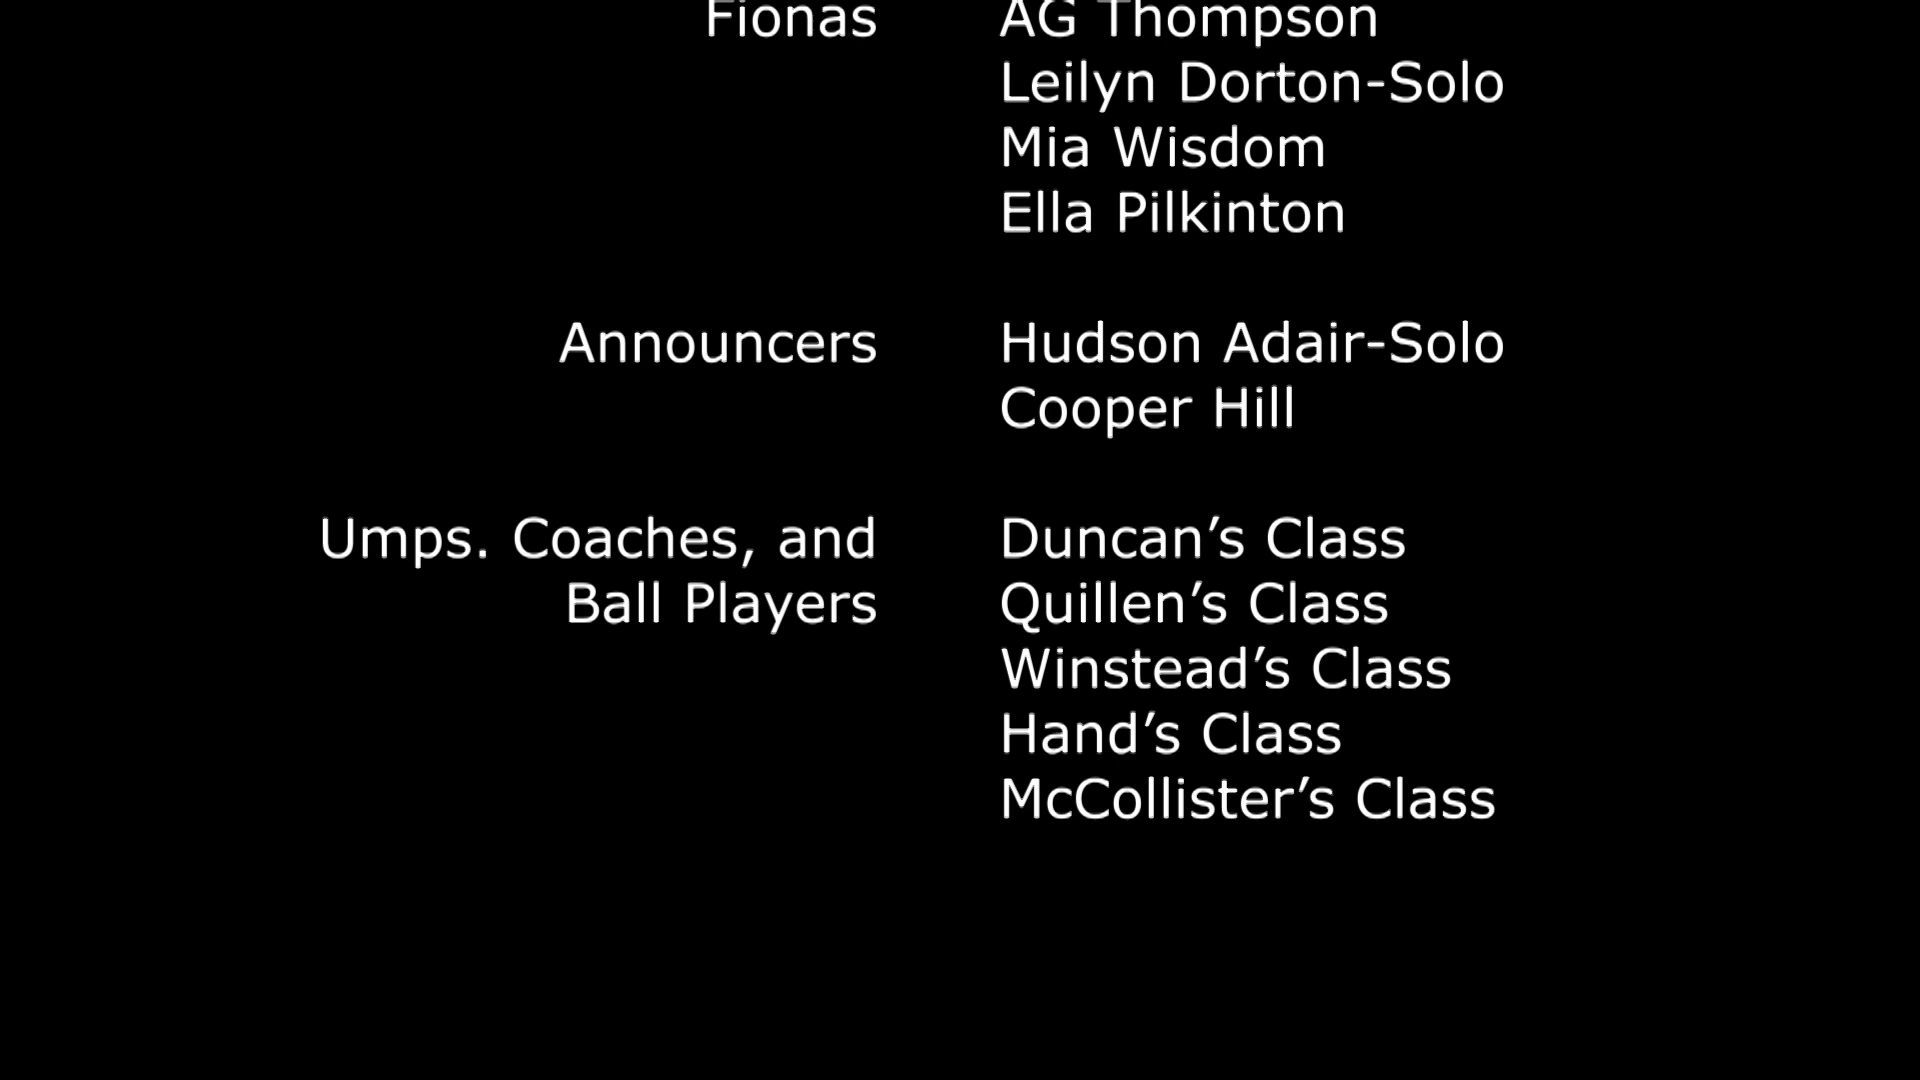 Fionas AG Thompson
Leilyn Dorton-Solo
Mia Wisdom
Ella Pilkinton
Announcers Hudson Adair-Solo
Cooper Hill
Umps. Coaches, and Duncan’s Class
Ball Players Quillen’s Class
Winstead’s Class
Hand’s Class
McCollister’s Class